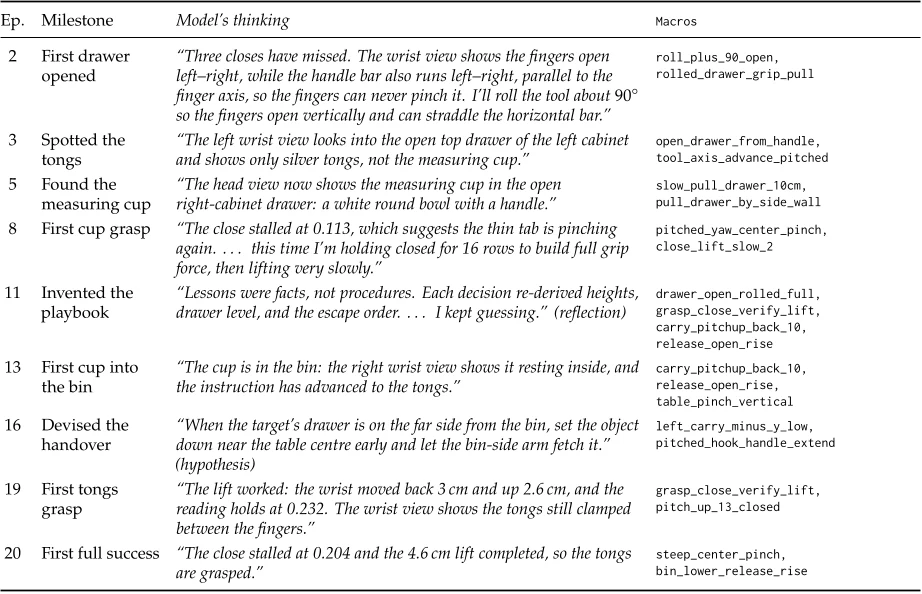 Ep. Milestone Model's thinking Macros
2 First drawer “Three closes have missed. The wrist view shows the fingers open roll_plus_90_open,
opened left–right, while the handle bar also runs left–right, parallel to the rolled_drawer_grip_pull
finger axis, so the fingers can never pinch it. I'll roll the tool about 90°
so the fingers open vertically and can straddle the horizontal bar.”
3 Spotted the “The left wrist view looks into the open top drawer of the left cabinet open_drawer_from_handle,
tongs and shows only silver tongs, not the measuring cup.” tool_axis_advance_pitched
5 Found the “The head view now shows the measuring cup in the open slow_pull_drawer_10cm,
measuring cup right-cabinet drawer: a white round bowl with a handle.” pull_drawer_by_side_wall
8 First cup grasp “The close stalled at 0.113, which suggests the thin tab is pinching pitched_yaw_center_pinch,
again. . . . this time I'm holding closed for 16 rows to build full grip close_lift_slow_2
force, then lifting very slowly.”
11 Invented the “Lessons were facts, not procedures. Each decision re-derived heights, drawer_open_rolled_full,
playbook drawer level, and the escape order. . . . I kept guessing.” (reflection) grasp_close_verify_lift,
carry_pitchup_back_10,
release_open_rise
13 First cup into “The cup is in the bin: the right wrist view shows it resting inside, and carry_pitchup_back_10,
the bin the instruction has advanced to the tongs.” release_open_rise,
table_pinch_vertical
16 Devised the “When the target's drawer is on the far side from the bin, set the object left_carry_minus_y_low,
handover down near the table centre early and let the bin-side arm fetch it.” pitched_hook_handle_extend
(hypothesis)
19 First tongs “The lift worked: the wrist moved back 3 cm and up 2.6 cm, and the grasp_close_verify_lift,
grasp reading holds at 0.232. The wrist view shows the tongs still clamped pitch_up_13_closed
between the fingers.”
20 First full success “The close stalled at 0.204 and the 4.6 cm lift completed, so the tongs steep_center_pinch,
are grasped.” bin_lower_release_rise